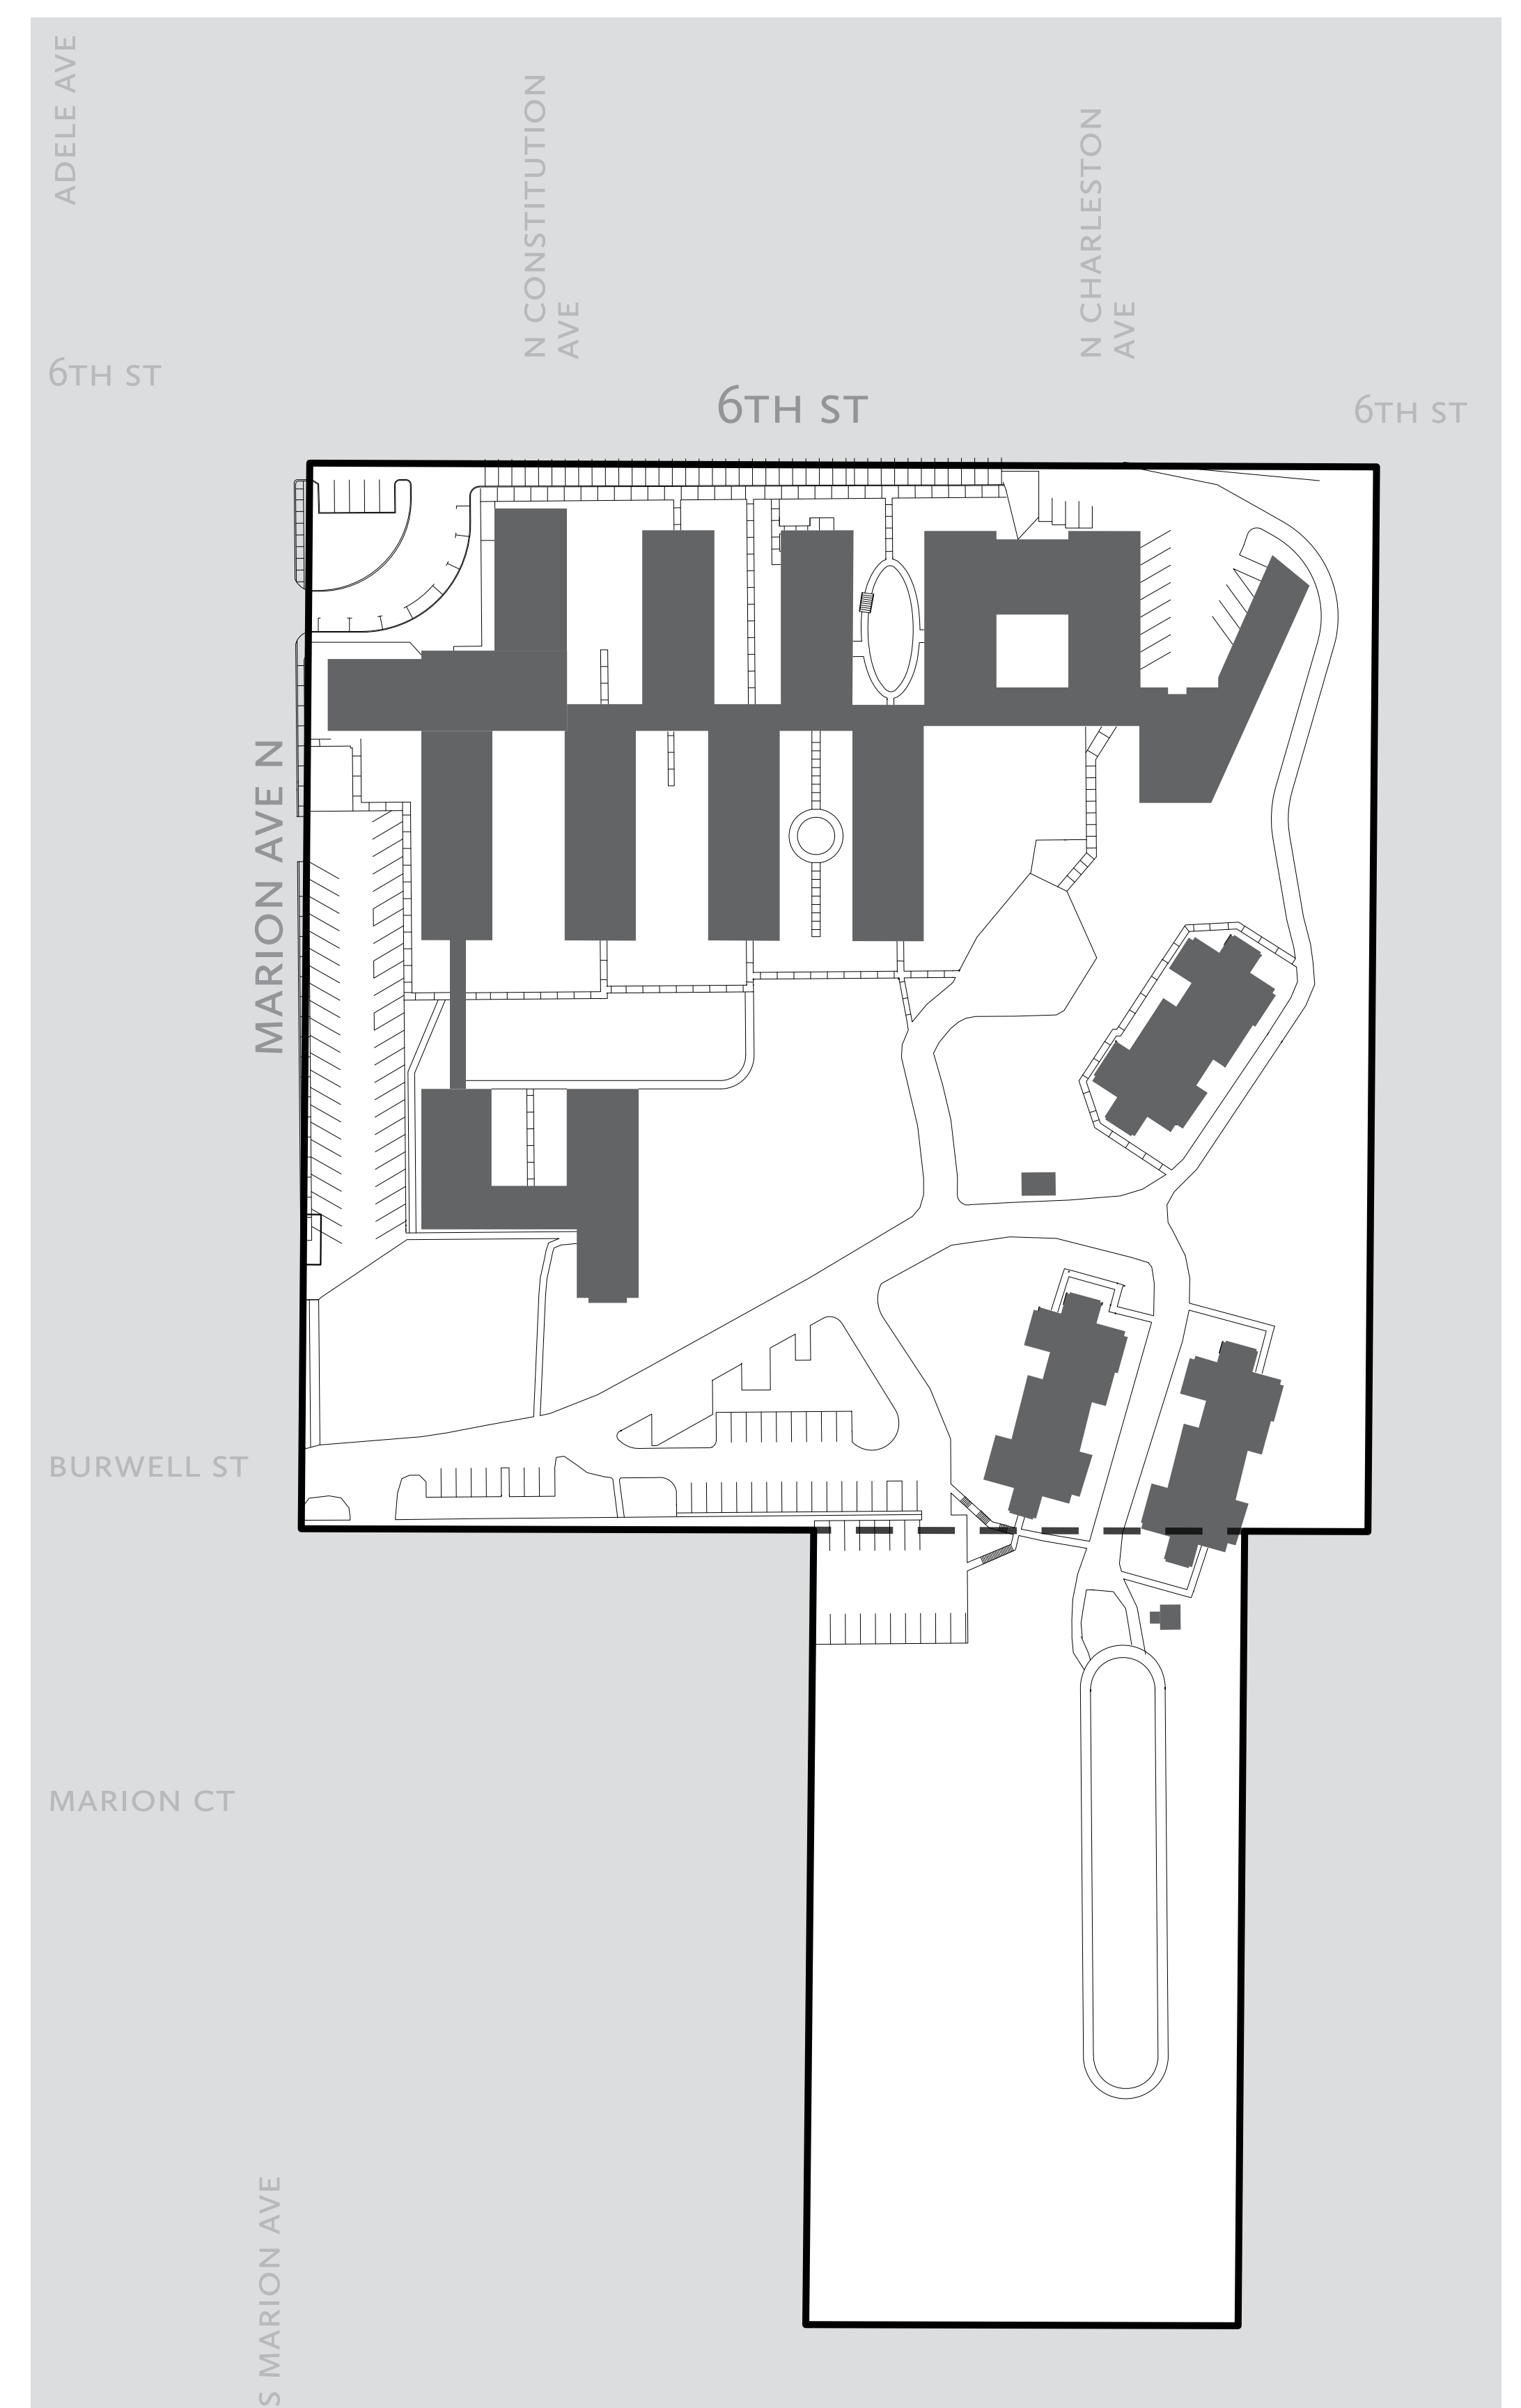 ADELE AVE
N CONSTITUTION
AVE
N CHARLESTON
AVE
6TH ST
6TH ST
6TH ST
MARION AVE N
BURWELL ST
MARION CT
S MARION AVE